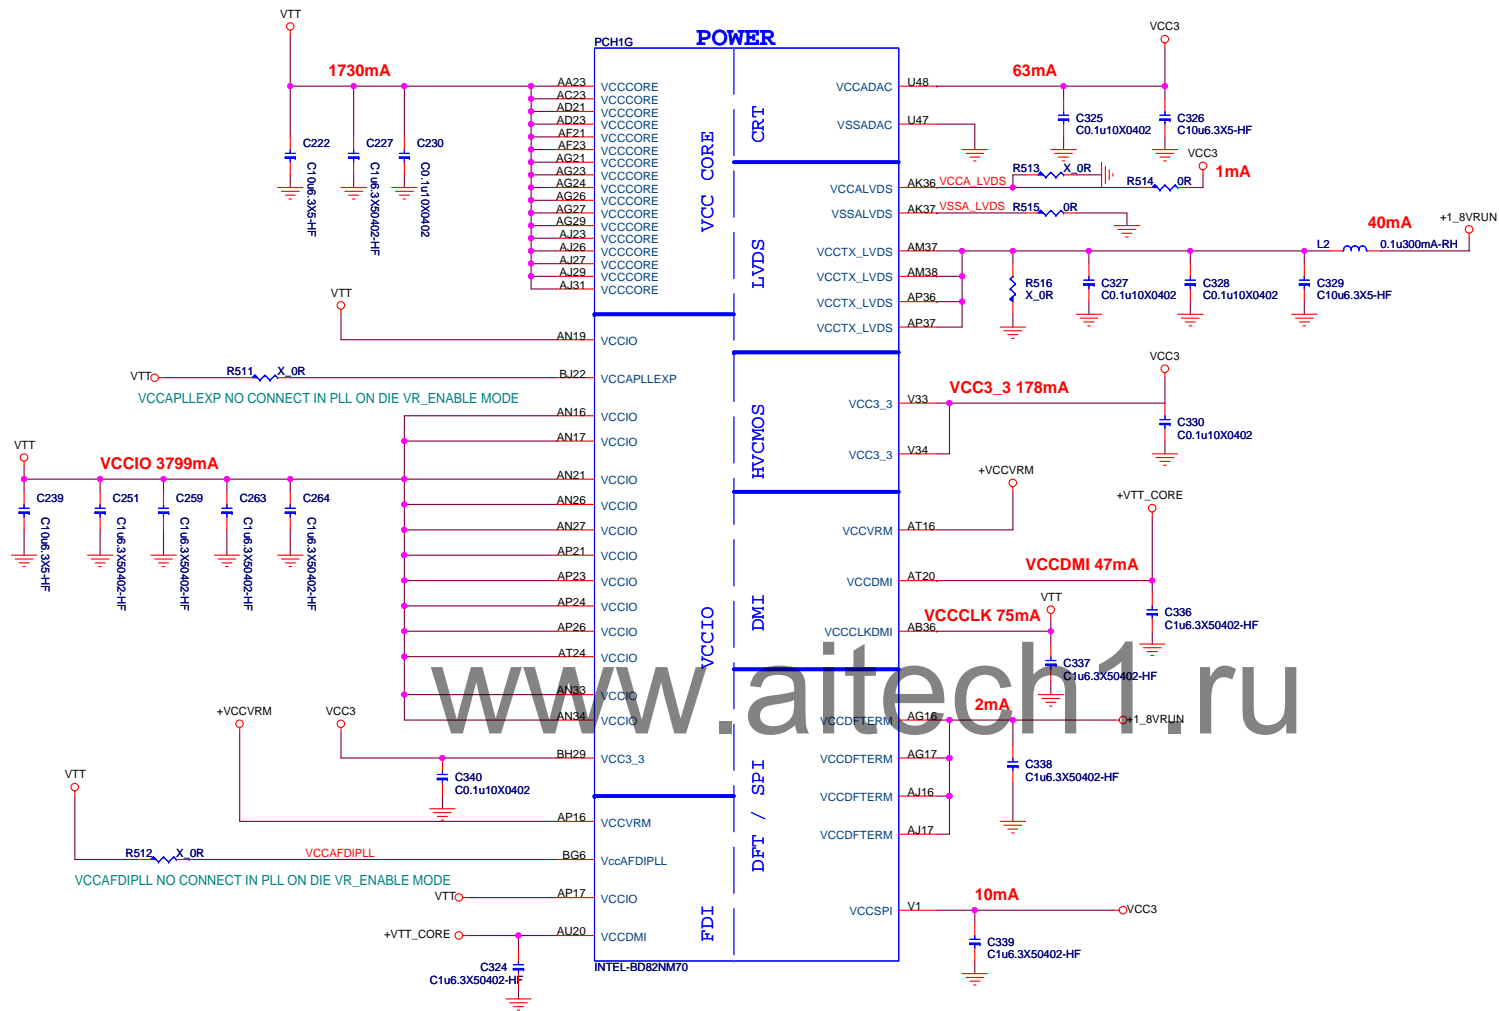 POWER
PCH1G
VTT
1730mA
C222
C10u6.3X5-HF
C227
C1u6.3X50402-HF
C230
C0.1u10X0402
AA23 VCCCORE
AC23 VCCCORE
AD21 VCCCORE
AD23 VCCCORE
AF21 VCCCORE
AF23 VCCCORE
AG21 VCCCORE
AG23 VCCCORE
AG24 VCCCORE
AG26 VCCCORE
AG27 VCCCORE
AG29 VCCCORE
AJ23 VCCCORE
AJ26 VCCCORE
AJ27 VCCCORE
AJ29 VCCCORE
AJ31 VCCCORE
VCC CORE
VTT
AN19 VCCIO
VTT
R511 X_0R
BJ22 VCCAPLLEXP
VCCAPLLEXP NO CONNECT IN PLL ON DIE VR_ENABLE MODE
VTT
VCCIO 3799mA
C239
C10u6.3X5-HF
C251
C1u6.3X50402-HF
C259
C1u6.3X50402-HF
C263
C1u6.3X50402-HF
C264
C1u6.3X50402-HF
AN16 VCCIO
AN17 VCCIO
AN21 VCCIO
AN26 VCCIO
AN27 VCCIO
AP21 VCCIO
AP23 VCCIO
AP24 VCCIO
AP26 VCCIO
AT24 VCCIO
AN33 VCCIO
AN34 VCCIO
VCCIO
+VCCVRM
VCC3
BH29 VCC3_3
C340
C0.1u10X0402
VTT
AP16 VCCVRM
R512 X_0R
VCCAFDIPLL
BG6 VccAFDIPLL
VCCAFDIPLL NO CONNECT IN PLL ON DIE VR_ENABLE MODE
VTT
AP17 VCCIO
+VTT_CORE
AU20 VCCDMI
C324
C1u6.3X50402-HF
FDI
INTEL-BD82NM70
VCC3
63mA
CRT
VCCADAC U48
VSSADAC U47
C325
C0.1u10X0402
C326
C10u6.3X5-HF
VCC3
1mA
VCCALVDS AK36 VCCA_LVDS
R513 X_0R
R514 0R
VSSALVDS AK37 VSSA_LVDS
R515 0R
LVDS
40mA
+1_8VRUN
L2 0.1u300mA-RH
VCCTX_LVDS AM37
VCCTX_LVDS AM38
VCCTX_LVDS AP36
VCCTX_LVDS AP37
R516
X_0R
C327
C0.1u10X0402
C328
C0.1u10X0402
C329
C10u6.3X5-HF
HVCMOS
VCC3
VCC3_3 178mA
VCC3_3 V33
VCC3_3 V34
C330
C0.1u10X0402
DMI
+VCCVRM
VCCVRM AT16
+VTT_CORE
VCCDMI 47mA
VCCDMI AT20
C336
C1u6.3X50402-HF
VCCCLK 75mA
VTT
VCCCLKDMI AB36
C337
C1u6.3X50402-HF
DFT / SPI
2mA
VCCDFTERM AG16
+1_8VRUN
VCCDFTERM AG17
VCCDFTERM AJ16
VCCDFTERM AJ17
C338
C1u6.3X50402-HF
10mA
VCCSPI V1
VCC3
C339
C1u6.3X50402-HF
www.aitech1.ru